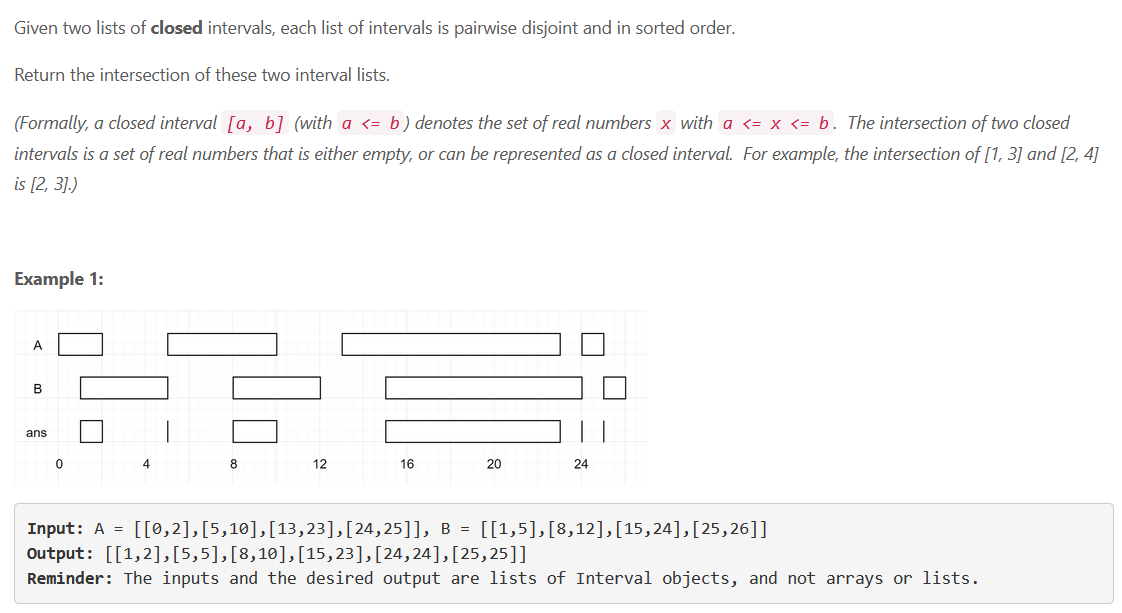 Given two lists of closed intervals, each list of intervals is pairwise disjoint and in sorted order.
Return the intersection of these two interval lists.
(Formally, a closed interval [a, b] (with a <= b) denotes the set of real numbers x with a <= x <= b. The intersection of two closed
intervals is a set of real numbers that is either empty, or can be represented as a closed interval. For example, the intersection of [1, 3] and [2, 4]
is [2, 3].)
Example 1:
A
B
ans
0 4 8 12 16 20 24
Input: A = [[0,2],[5,10],[13,23],[24,25]], B = [[1,5],[8,12],[15,24],[25,26]]
Output: [[1,2],[5,5],[8,10],[15,23],[24,24],[25,25]]
Reminder: The inputs and the desired output are lists of Interval objects, and not arrays or lists.